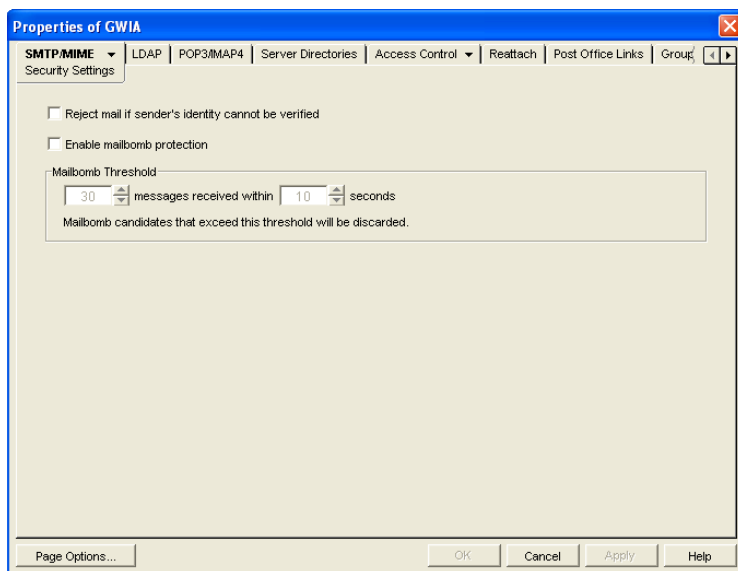 Properties of GWIA
SMTP/MIME LDAP POP3/IMAP4 Server Directories Access Control Reattach Post Office Links Group
Security Settings
Reject mail if sender's identity cannot be verified
Enable mailbomb protection
Mailbomb Threshold
30 messages received within 10 seconds
Mailbomb candidates that exceed this threshold will be discarded.
Page Options... OK Cancel Apply Help